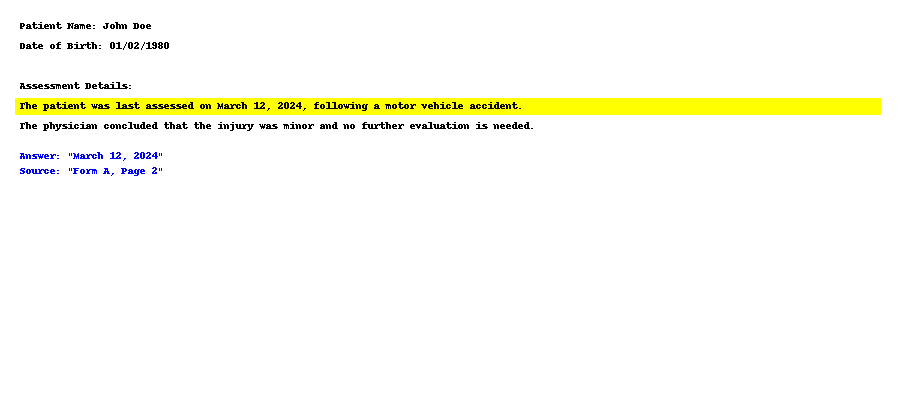 Patient Name: John Doe
Date of Birth: 01/02/1980
Assessment Details:
The patient was last assessed on March 12, 2024, following a motor vehicle accident.
The physician concluded that the injury was minor and no further evaluation is needed.
Answer: "March 12, 2024"
Source: "Form A, Page 2"